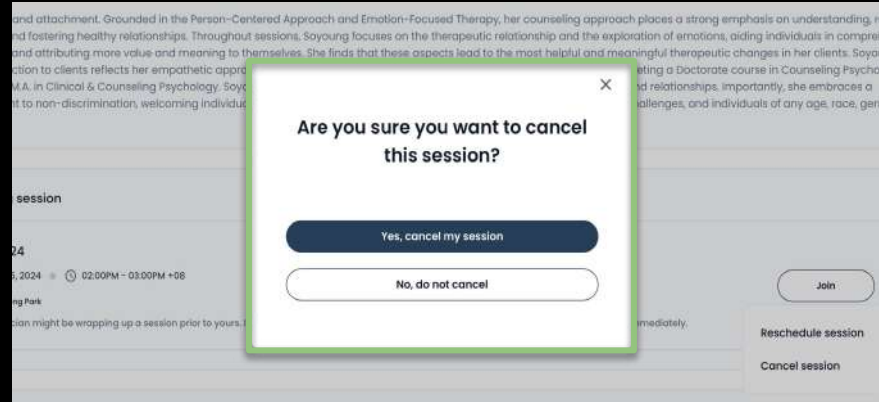 and attachment. Grounded in the Person-Centered Approach and Emotion-Focused Therapy, her counseling approach places a strong emphasis on understanding,
nd fostering healthy relationships. Throughout sessions, Soyoung focuses on the therapeutic relationship and the exploration of emotions, aiding individuals in compre
and attributing more value and meaning to themselves. She finds that these aspects lead to the most helpful and meaningful therapeutic changes in her clients. Soyo
ction to clients reflects her empathetic appro eting a Doctorate course in Counseling Psycho
M.A. in Clinical & Counseling Psychology. Soyo nd relationships. Importantly, she embraces a
nt to non-discrimination, welcoming individuc allenges, and individuals of any age, race, gen
Are you sure you want to cancel
this session?
session
Yes, cancel my session
24
, 2024 02:00PM - 03:00PM +08
No, do not cancel
Join
ng Park
cian might be wrapping up a session prior to yours. mediately.
Reschedule session
Cancel session